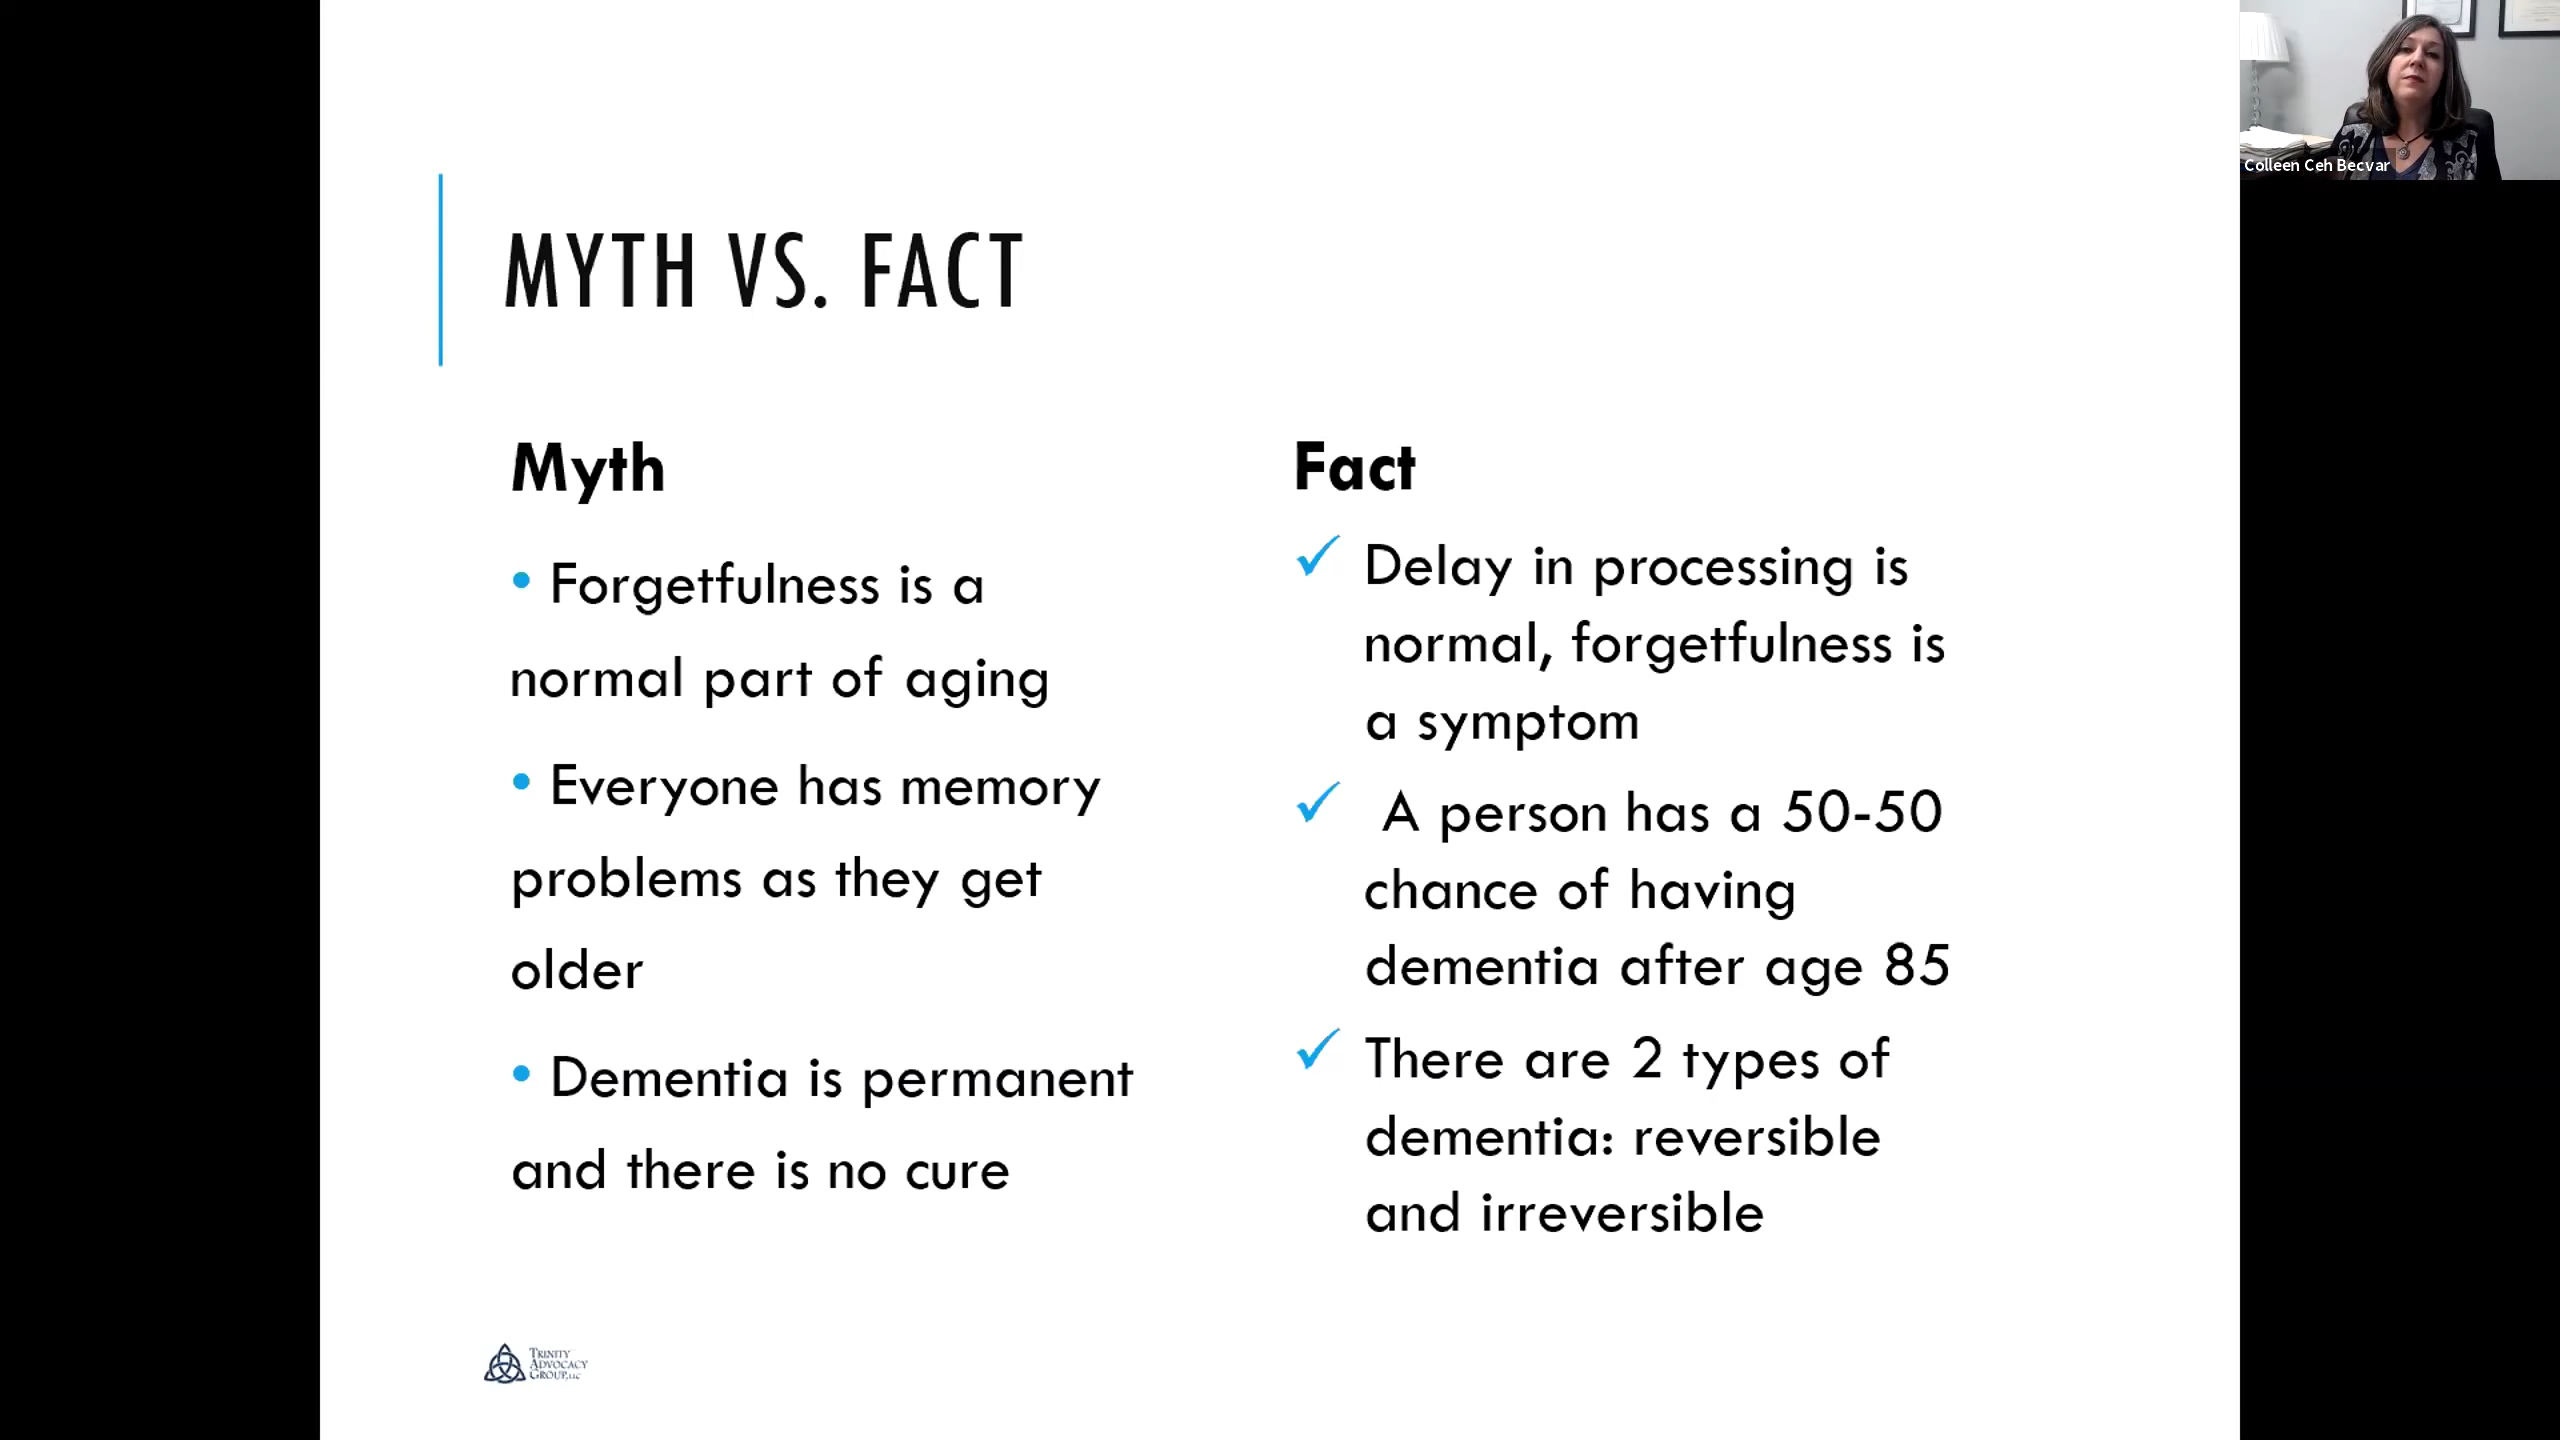 Colleen Ceh Becvar
MYTH VS. FACT
Myth
• Forgetfulness is a
normal part of aging
• Everyone has memory
problems as they get
older
• Dementia is permanent
and there is no cure
Fact
✓ Delay in processing is
normal, forgetfulness is
a symptom
✓ A person has a 50-50
chance of having
dementia after age 85
✓ There are 2 types of
dementia: reversible
and irreversible
TRINITY
ADVOCACY
GROUP, LLC